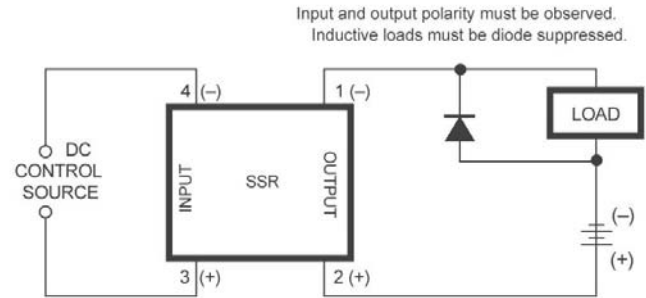 Input and output polarity must be observed.
Inductive loads must be diode suppressed.
4 (–)
1 (–)
LOAD
DC
CONTROL
SOURCE
INPUT
SSR
OUTPUT
(–)
(+)
3 (+)
2 (+)